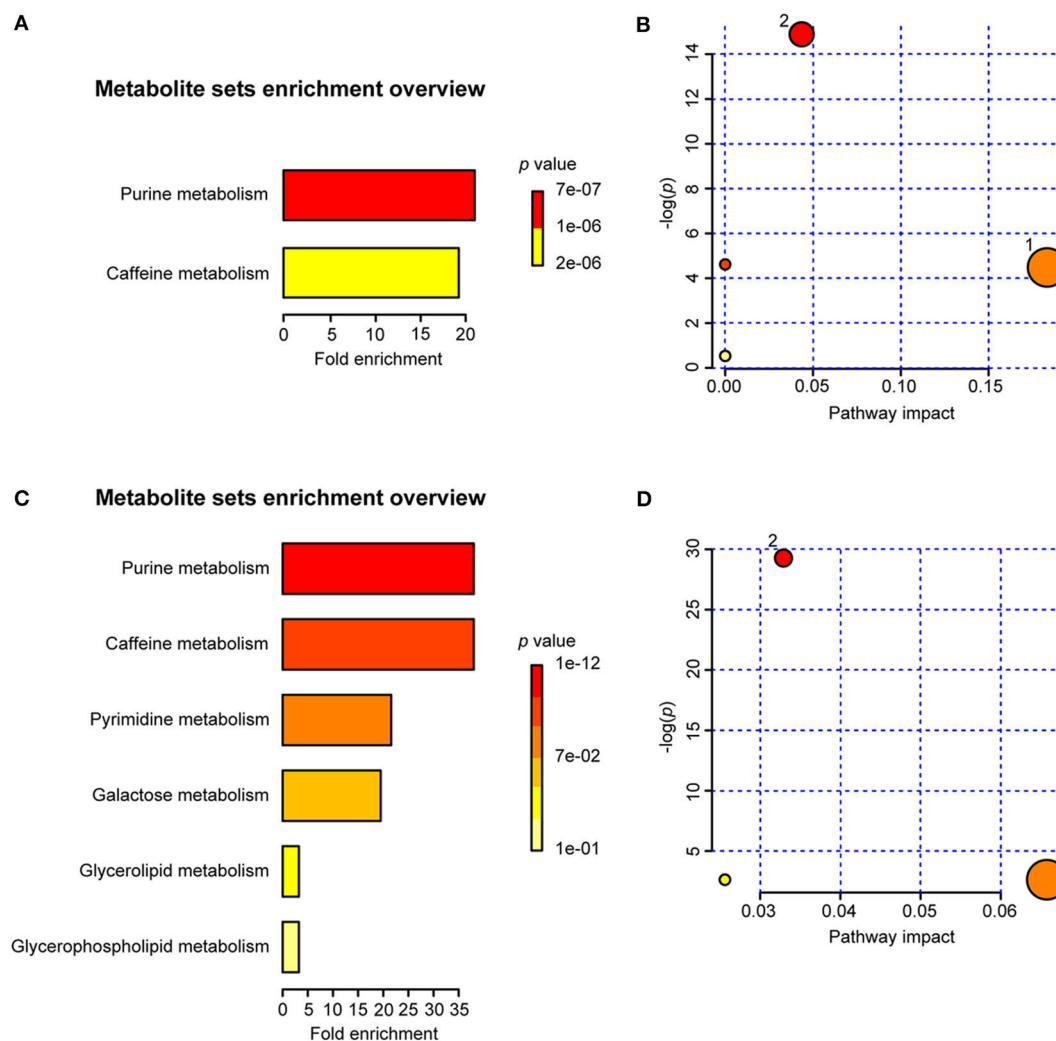 A
Metabolite sets enrichment overview
Purine metabolism
Caffeine metabolism
0 5 10 15 20
Fold enrichment
p value
7e-07
1e-06
2e-06
B
2
1
14
12
10
8
6
4
2
0
-log(p)
0.00 0.05 0.10 0.15
Pathway impact
C
Metabolite sets enrichment overview
Purine metabolism
Caffeine metabolism
Pyrimidine metabolism
Galactose metabolism
Glycerolipid metabolism
Glycerophospholipid metabolism
0 5 10 15 20 25 30 35
Fold enrichment
p value
1e-12
7e-02
1e-01
D
2
30
25
20
15
10
5
-log(p)
0.03 0.04 0.05 0.06
Pathway impact